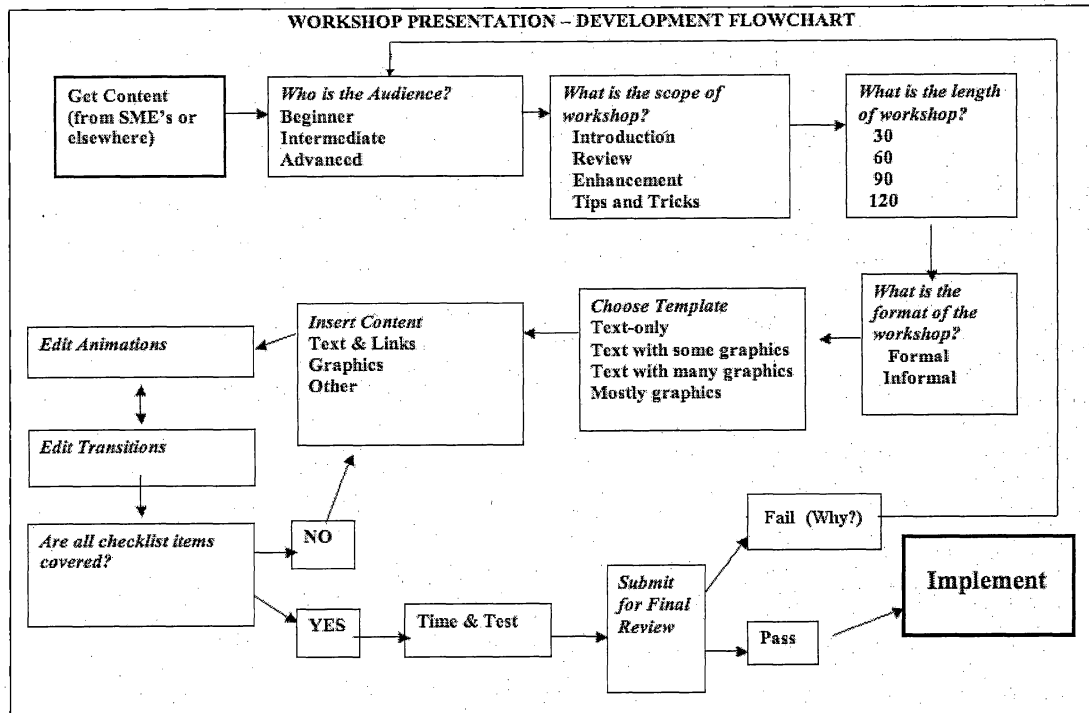 WORKSHOP PRESENTATION – DEVELOPMENT FLOWCHART
Get Content
(from SME's or
elsewhere)
Who is the Audience?
Beginner
Intermediate
Advanced
What is the scope of
workshop?
Introduction
Review
Enhancement
Tips and Tricks
What is the length
of workshop?
30
60
90
120
What is the
format of the
workshop?
Formal
Informal
Choose Template
Text-only
Text with some graphics
Text with many graphics
Mostly graphics
Insert Content
Text & Links
Graphics
Other
Edit Animations
Edit Transitions
Are all checklist items
covered?
NO
YES
Time & Test
Submit
for Final
Review
Fail (Why?)
Pass
Implement